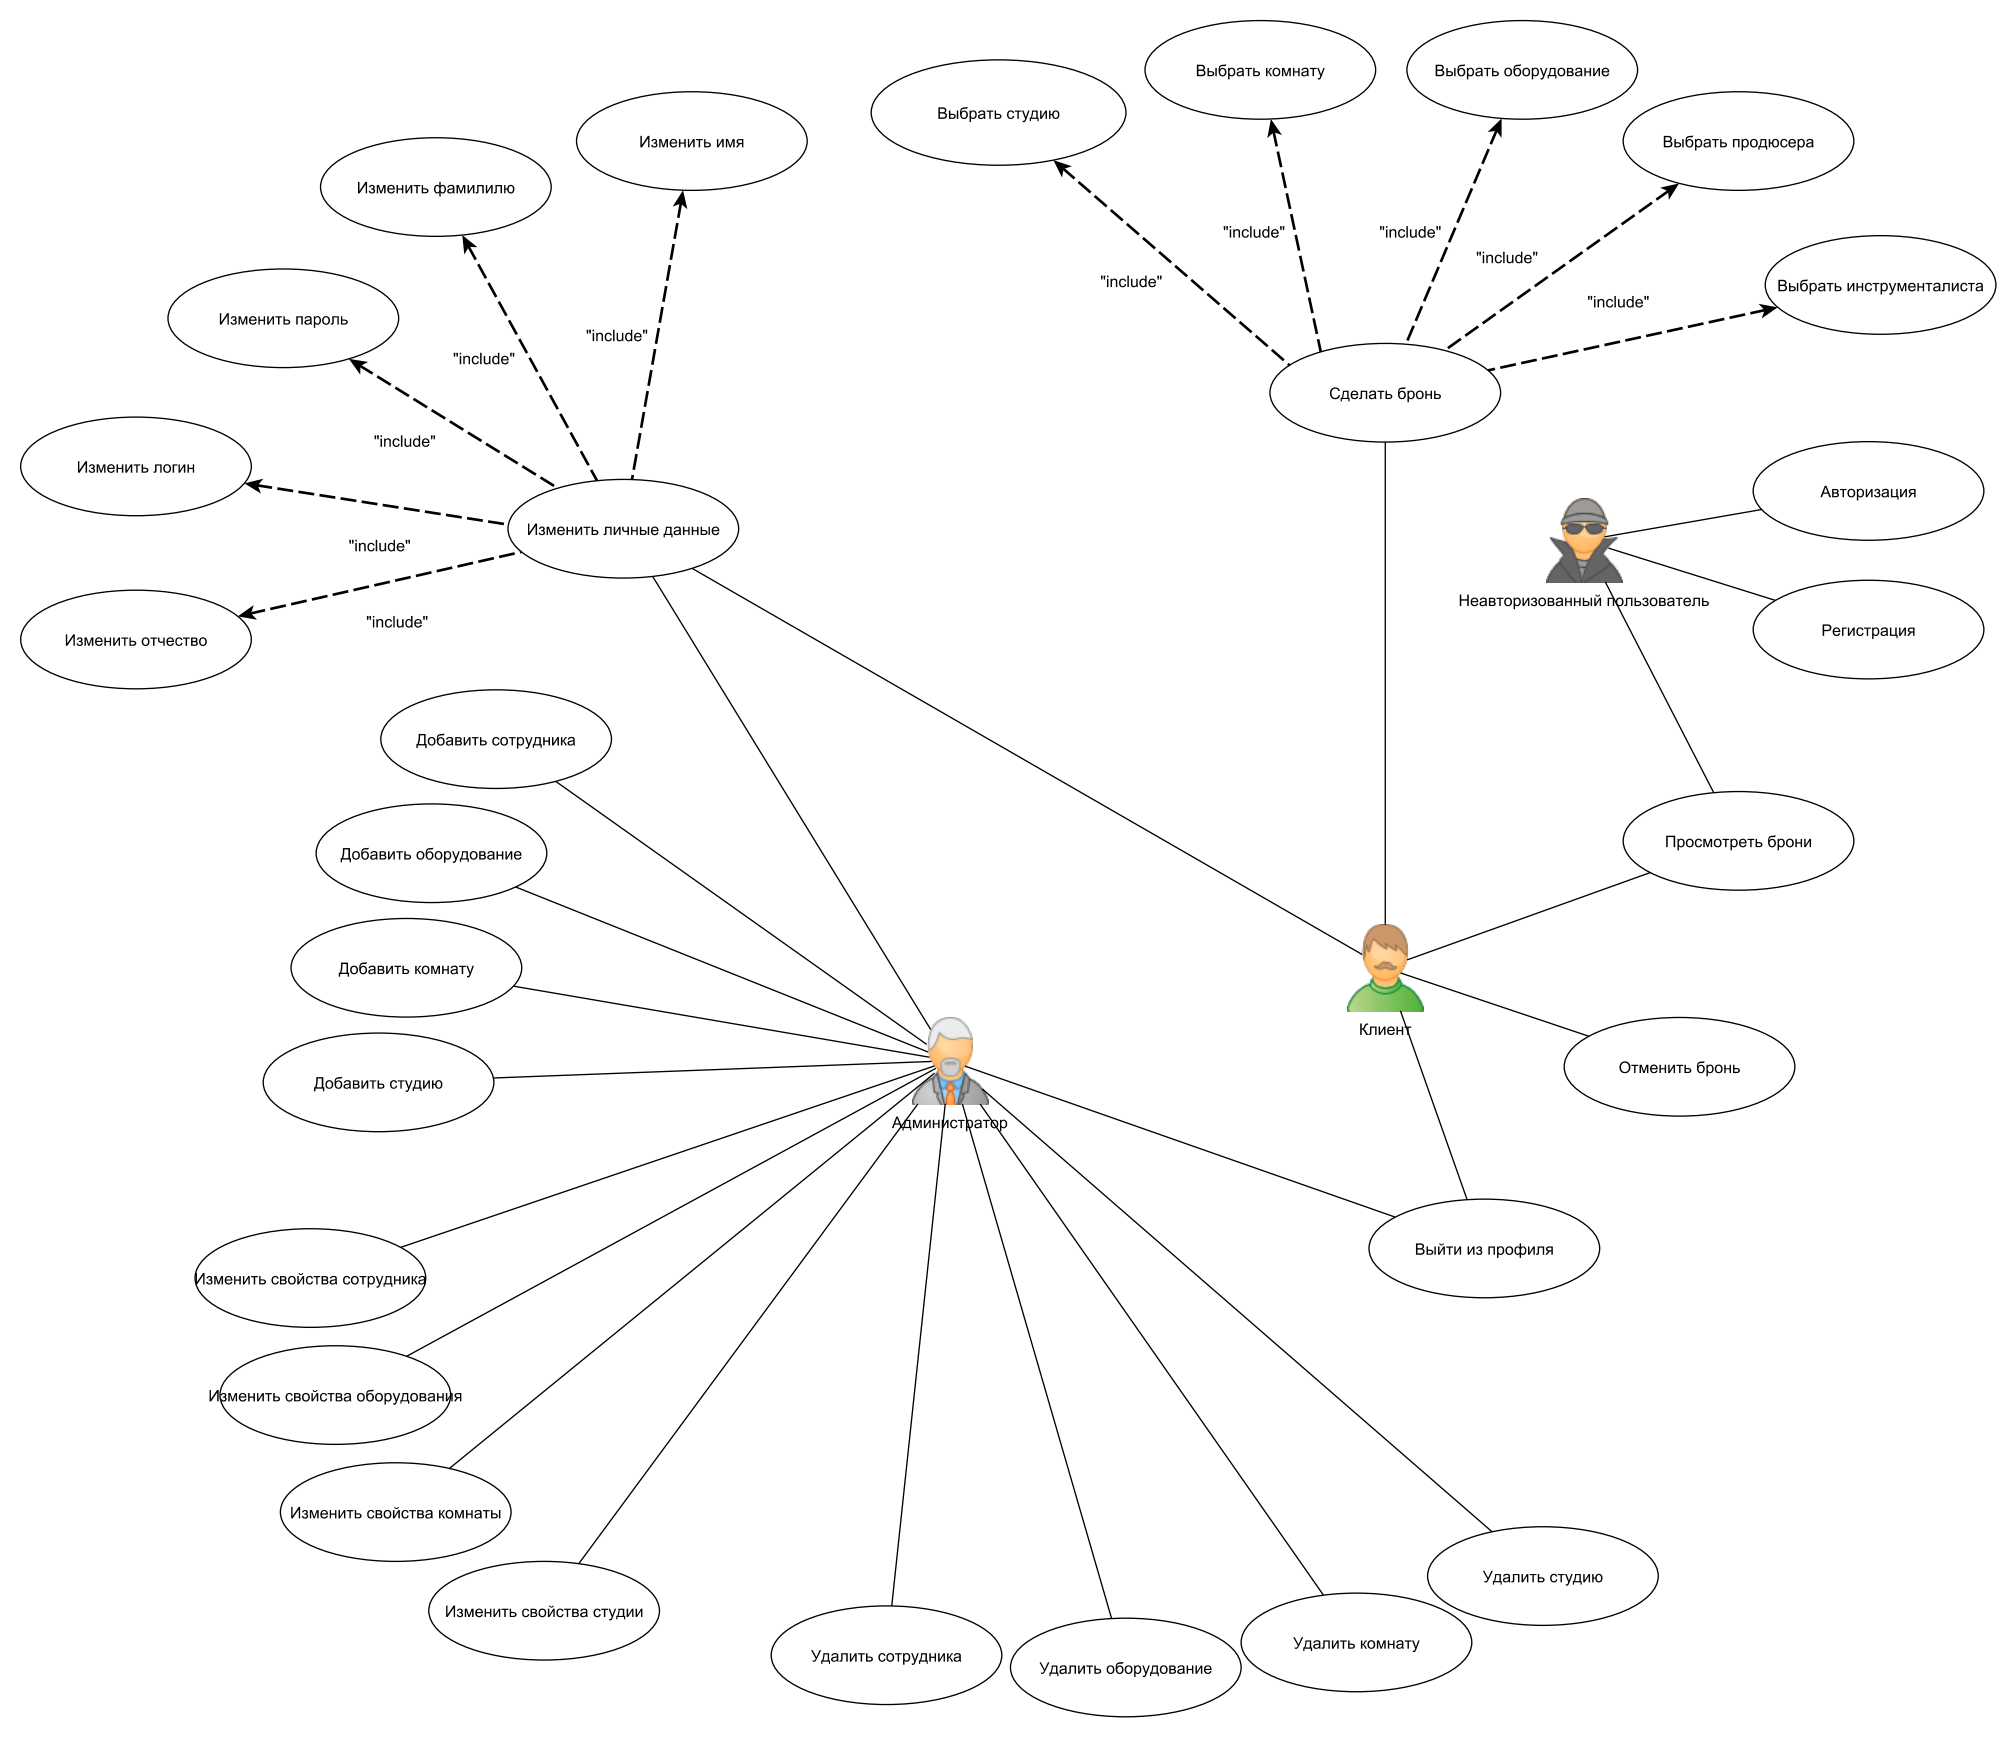 Выбрать комнату
Выбрать оборудование
Выбрать студию
Выбрать продюсера
Изменить имя
Изменить фамилилю
"include"
"include"
"include"
"include"
Выбрать инструменталиста
"include"
Изменить пароль
"include"
"include"
Сделать бронь
"include"
Изменить логин
Авторизация
Изменить личные данные
"include"
Неавторизованный пользователь
"include"
Регистрация
Изменить отчество
Добавить сотрудника
Просмотреть брони
Добавить оборудование
Добавить комнату
Клиент
Отменить бронь
Добавить студию
Администратор
Выйти из профиля
Изменить свойства сотрудника
Изменить свойства оборудования
Изменить свойства комнаты
Удалить студию
Изменить свойства студии
Удалить комнату
Удалить сотрудника
Удалить оборудование